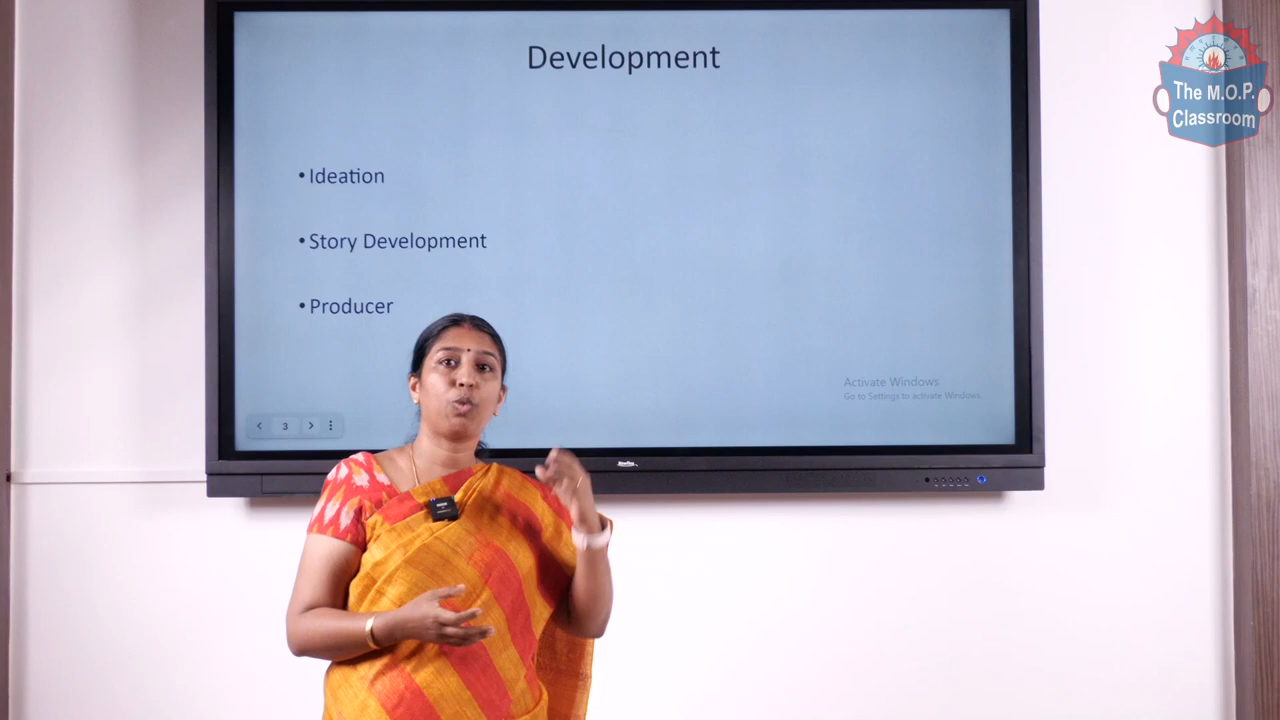 Development
The M.O.P.
Classroom
• Ideation
• Story Development
• Producer
Activate Windows
Go to Settings to activate Windows.
3